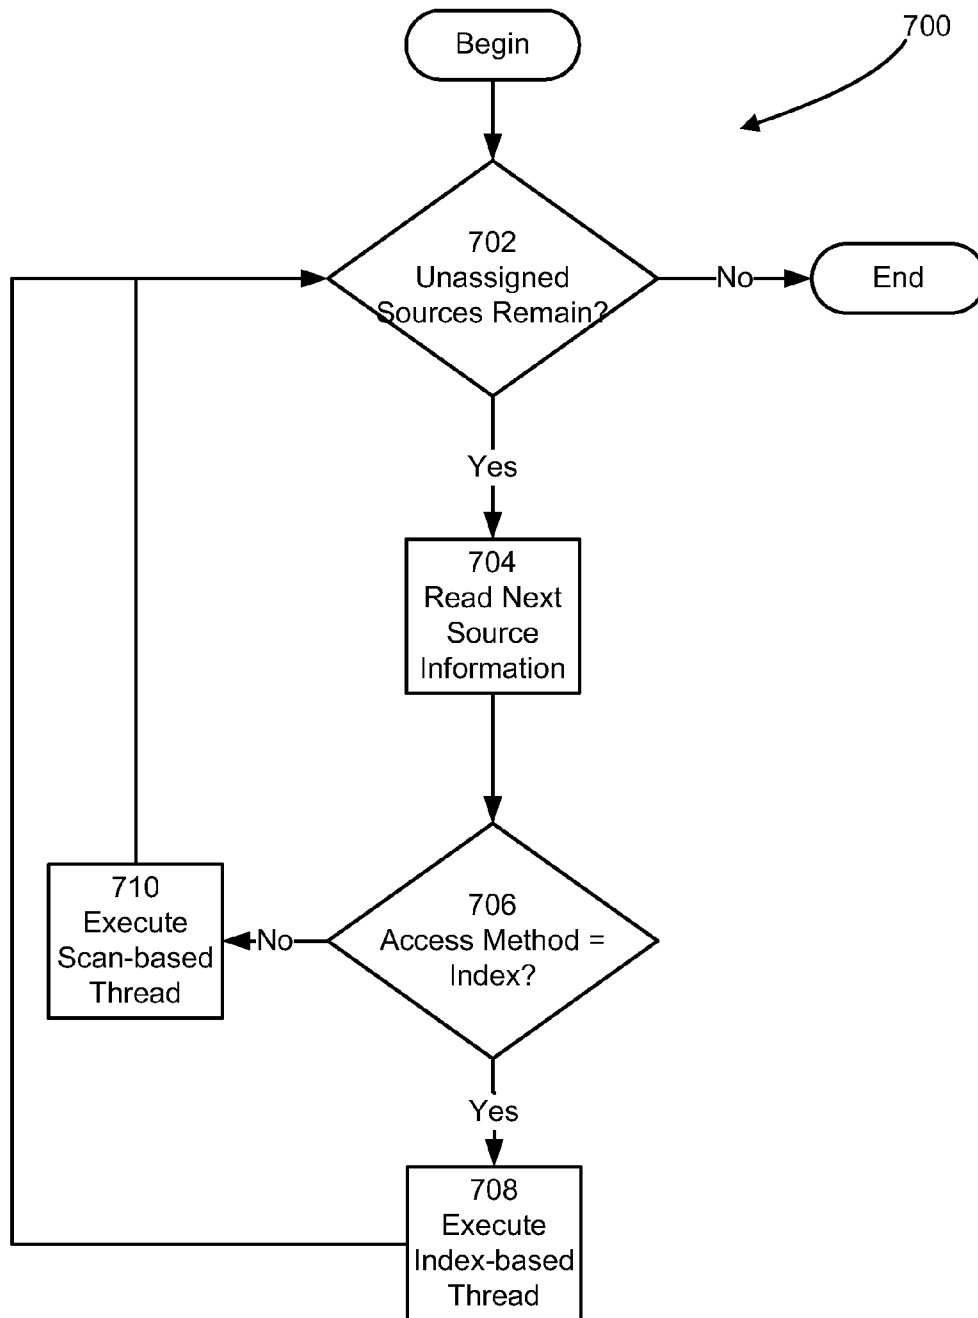 Begin
700
702
Unassigned
Sources Remain?
No
End
Yes
704
Read Next
Source
Information
706
Access Method =
Index?
No
710
Execute
Scan-based
Thread
Yes
708
Execute
Index-based
Thread